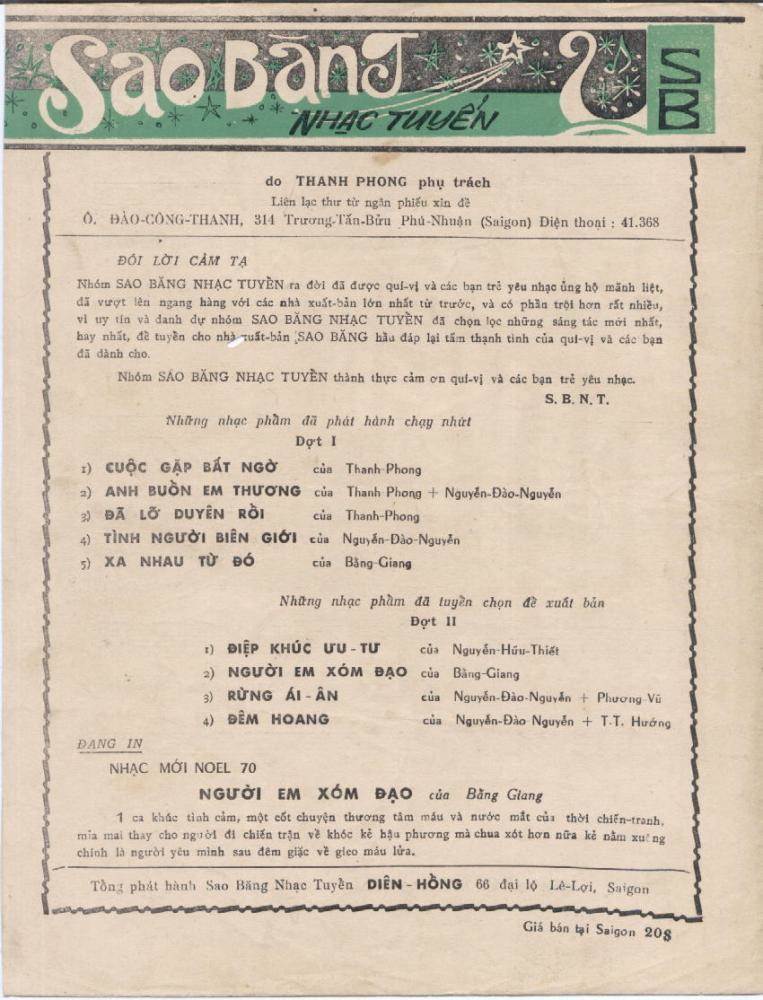 SAO BĂNG
NHẠC TUYỂN
SB
do THANH PHONG phụ trách
Liên lạc thư từ ngân phiếu xin đề
Ô. ĐÀO-CÔNG-THANH, 314 Trương-Tấn-Bửu Phú-Nhuận (Saigon) Điện thoại : 41.368
ĐÔI LỜI CẢM TẠ
Nhóm SAO BĂNG NHẠC TUYỀN ra đời đã được quí-vị và các bạn trẻ yêu nhạc ủng hộ mãnh liệt,
đã vượt lên ngang hàng với các nhà xuất-bản lớn nhất từ trước, và có phần trội hơn rất nhiều,
vì uy tín và danh dự nhóm SAO BĂNG NHẠC TUYỀN đã chọn lọc những sáng tác mới nhất,
hay nhất, đề tuyển cho nhà xuất-bản SAO BĂNG hầu đáp lại tấm thạnh tình của quí-vị và các bạn
đã dành cho.
Nhóm SAO BĂNG NHẠC TUYỀN thành thực cảm ơn quí-vị và các bạn trẻ yêu nhạc.
S. B. N. T.
Những nhạc phầm đã phát hành chạy nhứt
Đợt I
1) CUỘC GẶP BẤT NGỜ của Thanh-Phong
2) ANH BUỒN EM THƯƠNG của Thanh Phong + Nguyễn-Đào-Nguyễn
3) ĐÃ LỠ DUYÊN RỒI của Thanh-Phong
4) TÌNH NGƯỜI BIÊN GIỚI của Nguyễn-Đào-Nguyễn
5) XA NHAU TỪ ĐÓ của Bằng-Giang
Những nhạc phầm đã tuyền chọn đề xuất bản
Đợt II
1) ĐIỆP KHÚC ƯU - TƯ của Nguyễn-Hữu-Thiết
2) NGƯỜI EM XÓM ĐẠO của Bằng-Giang
3) RỪNG ÁI - ÂN của Nguyễn-Đào-Nguyễn + Phương-Vũ
4) ĐÊM HOANG của Nguyễn-Đào Nguyễn + T.T. Hướng
ĐANG IN
NHẠC MỚI NOEL 70
NGƯỜI EM XÓM ĐẠO của Bằng Giang
1 ca khúc tình cảm, một cốt chuyện thương tâm máu và nước mắt của thời chiến-tranh,
mỉa mai thay cho người đi chiến trận về khóc kẻ hậu phương mà chua xót hơn nữa kẻ nằm xuống
chính là người yêu mình sau đêm giặc về gieo máu lửa.
Tồng phát hành Sao Băng Nhạc Tuyền DIÊN - HỒNG 66 đại lộ Lê-Lợi, Saigon
Giá bán tại Saigon 20$